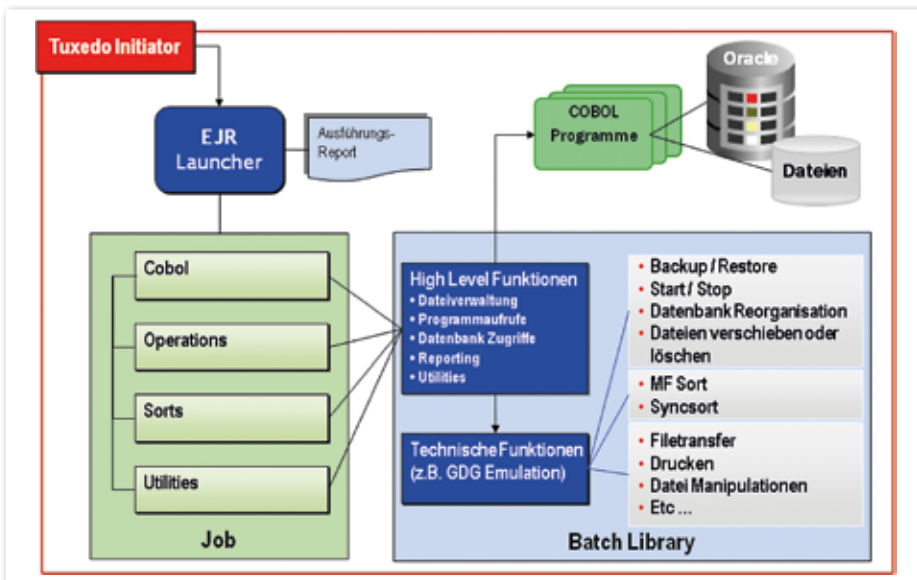 Tuxedo Initiator
EJR
Launcher
Ausführungs-
Report
COBOL
Programme
Oracle
Dateien
Cobol
Operations
Sorts
Utilities
Job
High Level Funktionen
• Dateiverwaltung
• Programmaufrufe
• Datenbank Zugriffe
• Reporting
• Utilities
Technische Funktionen
(z.B. GDG Emulation)
• Backup / Restore
• Start / Stop
• Datenbank Reorganisation
• Dateien verschieben oder
löschen
• MF Sort
• Syncsort
• Filetransfer
• Drucken
• Datei Manipulationen
• Etc ...
Batch Library